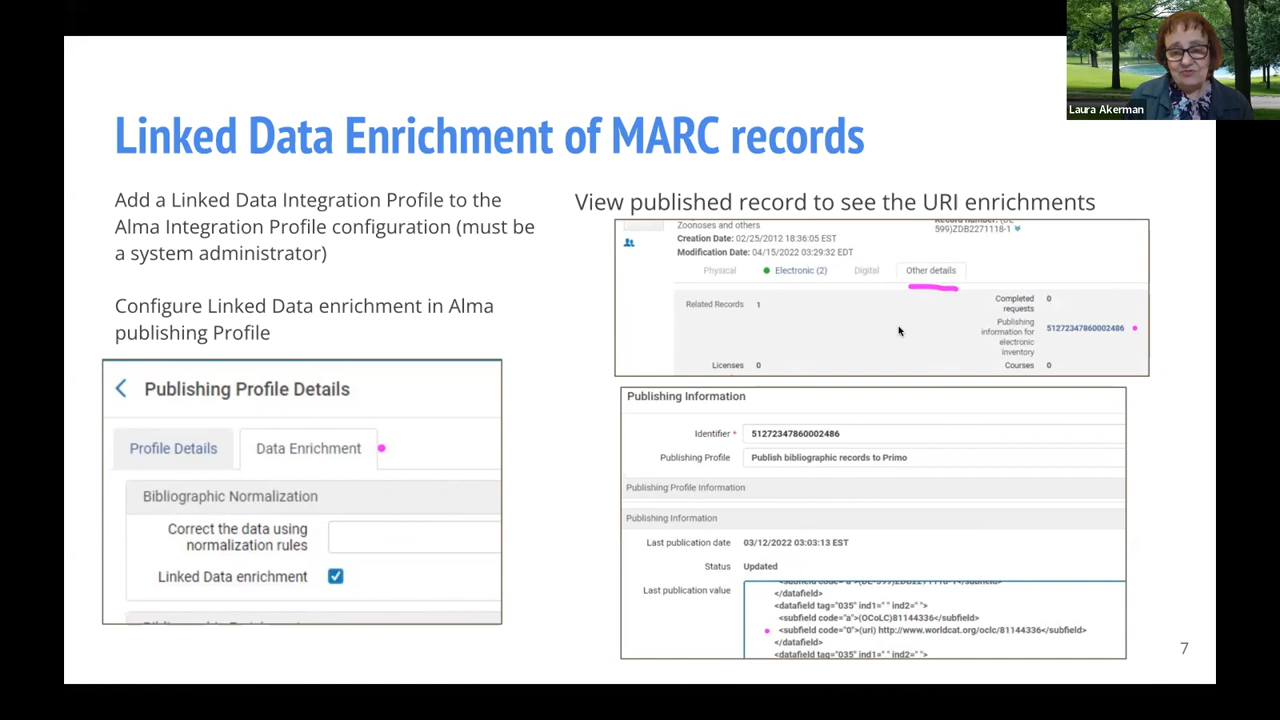 Laura Akerman
Linked Data Enrichment of MARC records
Add a Linked Data Integration Profile to the
Alma Integration Profile configuration (must be
a system administrator)
Configure Linked Data enrichment in Alma
publishing Profile
Publishing Profile Details
Profile Details
Data Enrichment
Bibliographic Normalization
Correct the data using
normalization rules
Linked Data enrichment
View published record to see the URI enrichments
Zoonoses and others
599)ZDB2271118-1
Creation Date: 02/25/2012 18:36:05 EST
Modification Date: 04/15/2022 03:29:32 EDT
Physical
Electronic (2)
Digital
Other details
Related Records 1
Completed
requests 0
Publishing
information for
electronic
inventory
51272347860002486
Licenses 0
Courses 0
Publishing Information
Identifier * 51272347860002486
Publishing Profile Publish bibliographic records to Primo
Publishing Profile Information
Publishing Information
Last publication date 03/12/2022 03:03:13 EST
Status Updated
Last publication value
</datafield>
<datafield tag="035" ind1=" " ind2=" ">
<subfield code="a">(OCoLC)81144336</subfield>
<subfield code="0">(uri) http://www.worldcat.org/oclc/81144336</subfield>
</datafield>
<datafield tag="035" ind1=" " ind2=" ">
7